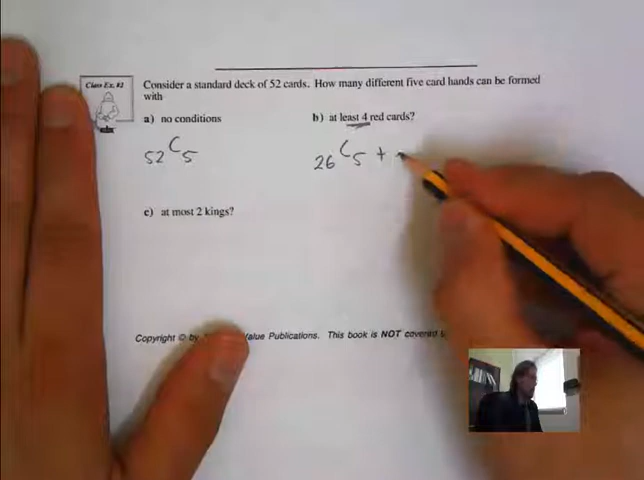 Class Ex. #2
Consider a standard deck of 52 cards. How many different five card hands can be formed
with
a) no conditions
b) at least 4 red cards?
52C5
26C5 +
c) at most 2 kings?
Copyright © by
Value Publications. This book is NOT covered